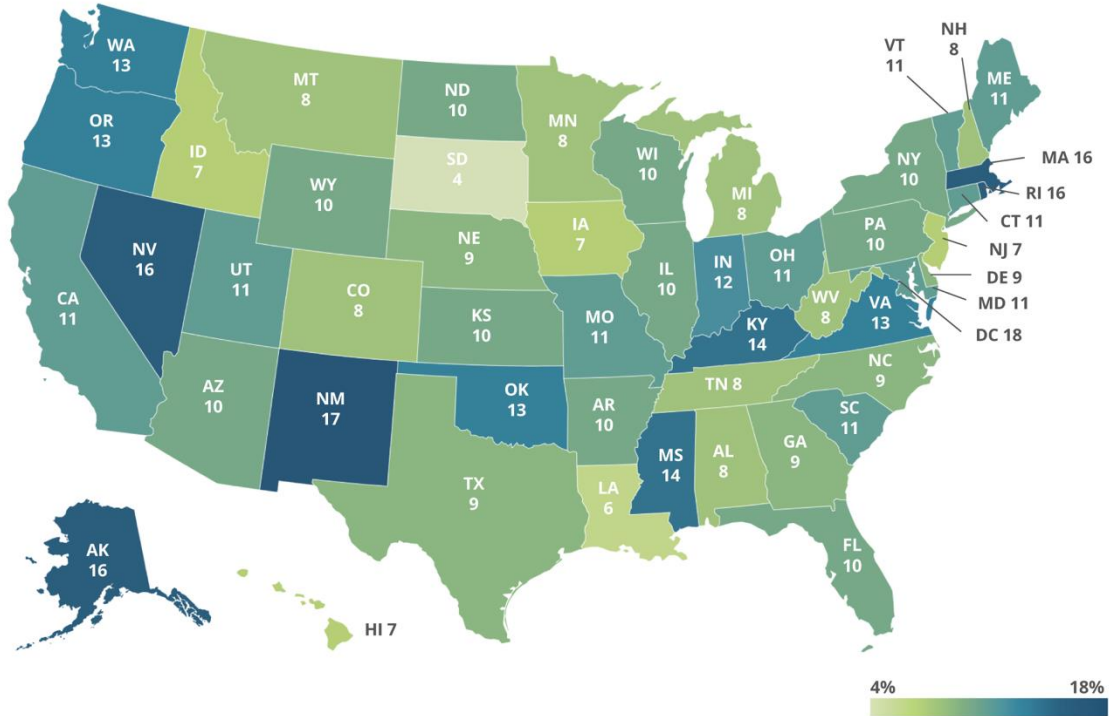 WA
13
OR
13
CA
11
NV
16
ID
7
MT
8
WY
10
UT
11
AZ
10
CO
8
NM
17
ND
10
SD
4
NE
9
KS
10
OK
13
TX
9
MN
8
IA
7
MO
11
AR
10
LA
6
WI
10
IL
10
MI
8
IN
12
OH
11
KY
14
TN 8
MS
14
AL
8
GA
9
FL
10
SC
11
NC
9
VA
13
WV
8
PA
10
NY
10
VT
11
NH
8
ME
11
MA 16
RI 16
CT 11
NJ 7
DE 9
MD 11
DC 18
AK
16
HI 7
4% 18%